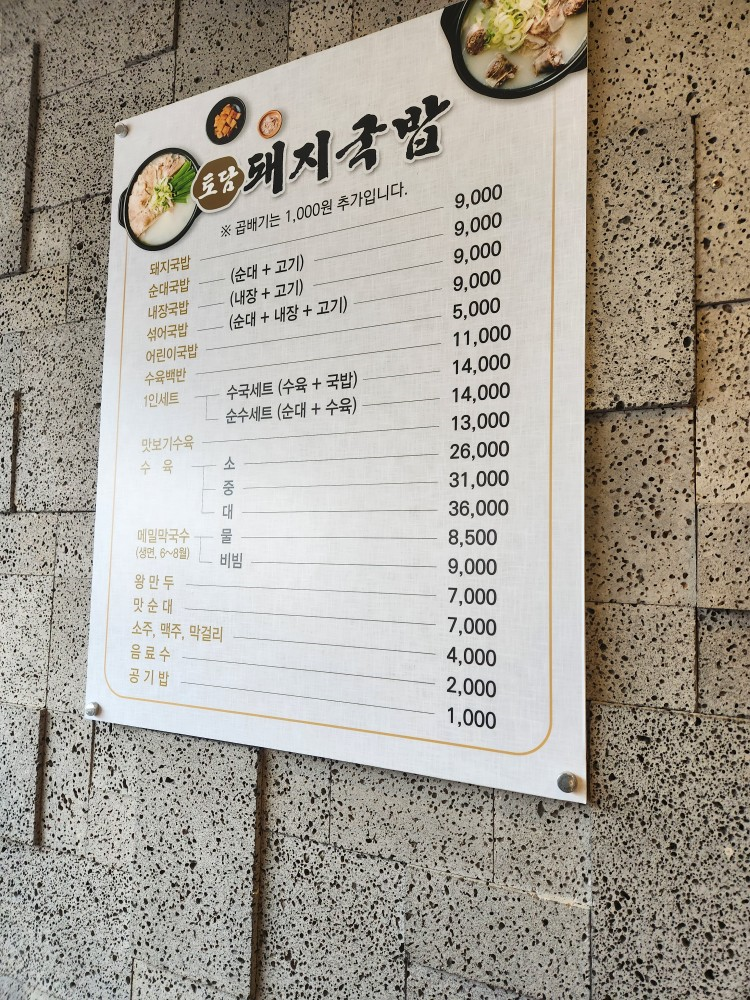 토담 돼지국밥
※ 곱배기는 1,000원 추가입니다.
돼지국밥 9,000
순대국밥 (순대 + 고기) 9,000
내장국밥 (내장 + 고기) 9,000
섞어국밥 (순대 + 내장 + 고기) 9,000
어린이국밥 5,000
수육백반 11,000
1인세트 수국세트 (수육 + 국밥) 14,000
순수세트 (순대 + 수육) 14,000
맛보기수육 13,000
수 육 소 26,000
중 31,000
대 36,000
메밀막국수 물 8,500
(생면, 6~8월) 비빔 9,000
왕만두 7,000
맛순대 7,000
소주, 맥주, 막걸리 4,000
음료수 2,000
공기밥 1,000